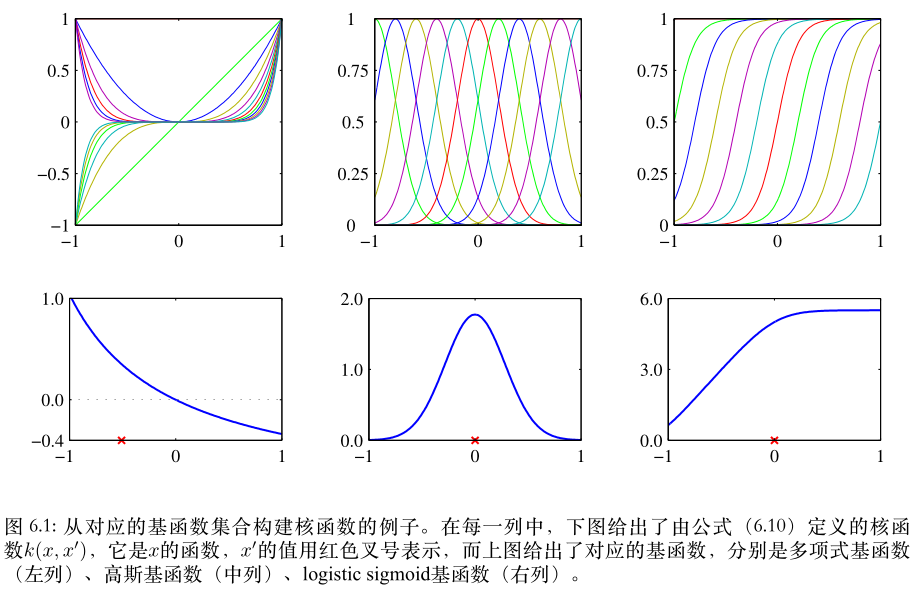 1 1 1
0.5 0.75 0.75
0 0.5 0.5
−0.5 0.25 0.25
−1 0 0
−1 0 1 −1 0 1 −1 0 1
1.0 2.0 6.0
0.0 1.0 3.0
−0.4 0.0 0.0
−1 0 1 −1 0 1 −1 0 1
图 6.1: 从对应的基函数集合构建核函数的例子。在每一列中，下图给出了由公式（6.10）定义的核函
数k(x, x′)，它是x的函数，x′的值用红色叉号表示，而上图给出了对应的基函数，分别是多项式基函数
（左列）、高斯基函数（中列）、logistic sigmoid基函数（右列）。